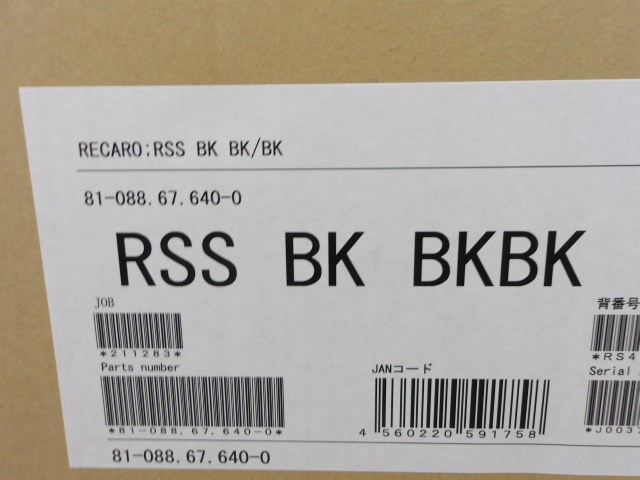 RECARO:RSS BK BK/BK
81-088.67.640-0
RSS BK BKBK
JOB
背番号
*211283*
*RS4
Parts number
JANコード
Serial
*81-088.67.640-0*
4 560220 591758
*J003
81-088.67.640-0